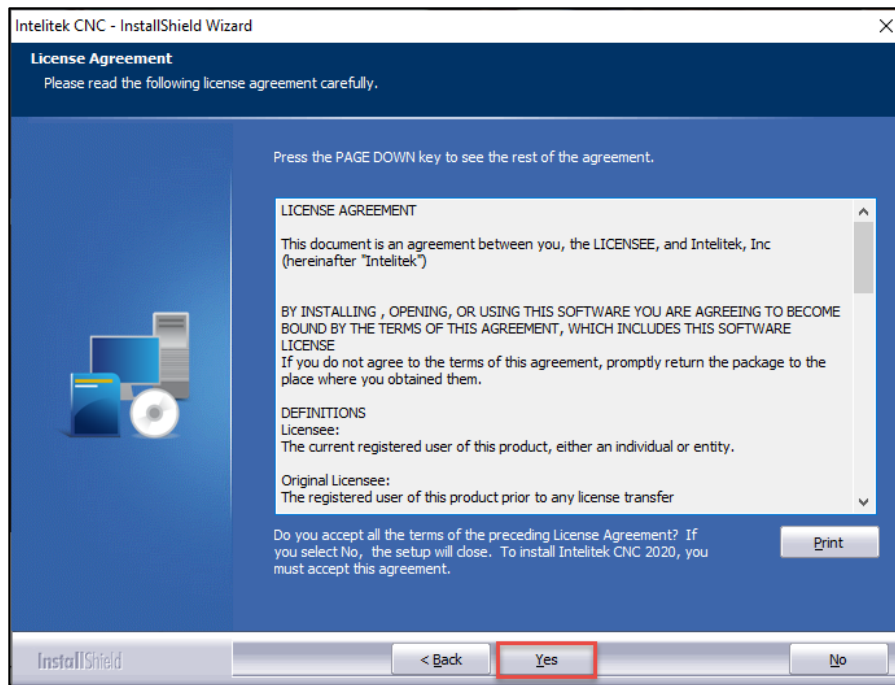 Intelitek CNC - InstallShield Wizard
License Agreement
Please read the following license agreement carefully.
Press the PAGE DOWN key to see the rest of the agreement.
LICENSE AGREEMENT
This document is an agreement between you, the LICENSEE, and Intelitek, Inc
(hereinafter "Intelitek")
BY INSTALLING , OPENING, OR USING THIS SOFTWARE YOU ARE AGREEING TO BECOME
BOUND BY THE TERMS OF THIS AGREEMENT, WHICH INCLUDES THIS SOFTWARE
LICENSE
If you do not agree to the terms of this agreement, promptly return the package to the
place where you obtained them.
DEFINITIONS
Licensee:
The current registered user of this product, either an individual or entity.
Original Licensee:
The registered user of this product prior to any license transfer
Do you accept all the terms of the preceding License Agreement? If
you select No, the setup will close. To install Intelitek CNC 2020, you
must accept this agreement.
Print
InstallShield
< Back
Yes
No